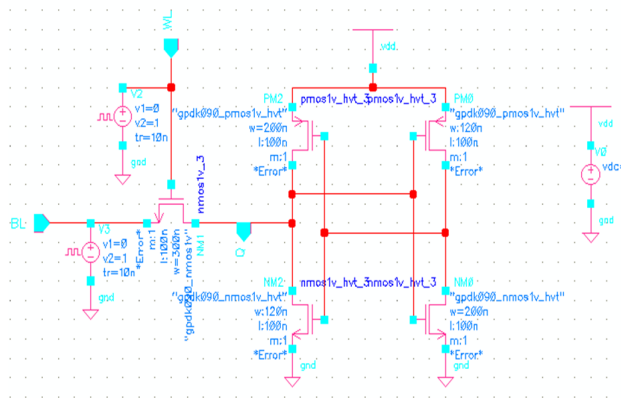 WL
vdd
V2
v1=0
v2=.1
tr=10n
gnd
PM2
pmos1v_hvt_3
"gpdk090_pmos1v_hvt"
w=200n
l:100n
m:1
*Error*
pmos1v_hvt_3
PM0
"gpdk090_pmos1v_hvt"
w:120n
l:100n
m:1
*Error*
vdd
V0
vdc
gnd
nmos1v_3
NM1
"gpdk090_nmos1v"
w=300n
l:100n
m:1
*Error*
BL
V3
v1=0
v2=.1
tr=10n
gnd
Q
NM2
nmos1v_hvt_3
"gpdk090_nmos1v_hvt"
w:120n
l:100n
m:1
*Error*
gnd
nmos1v_hvt_3
NM0
"gpdk090_nmos1v_hvt"
w=200n
l:100n
m:1
*Error*
gnd